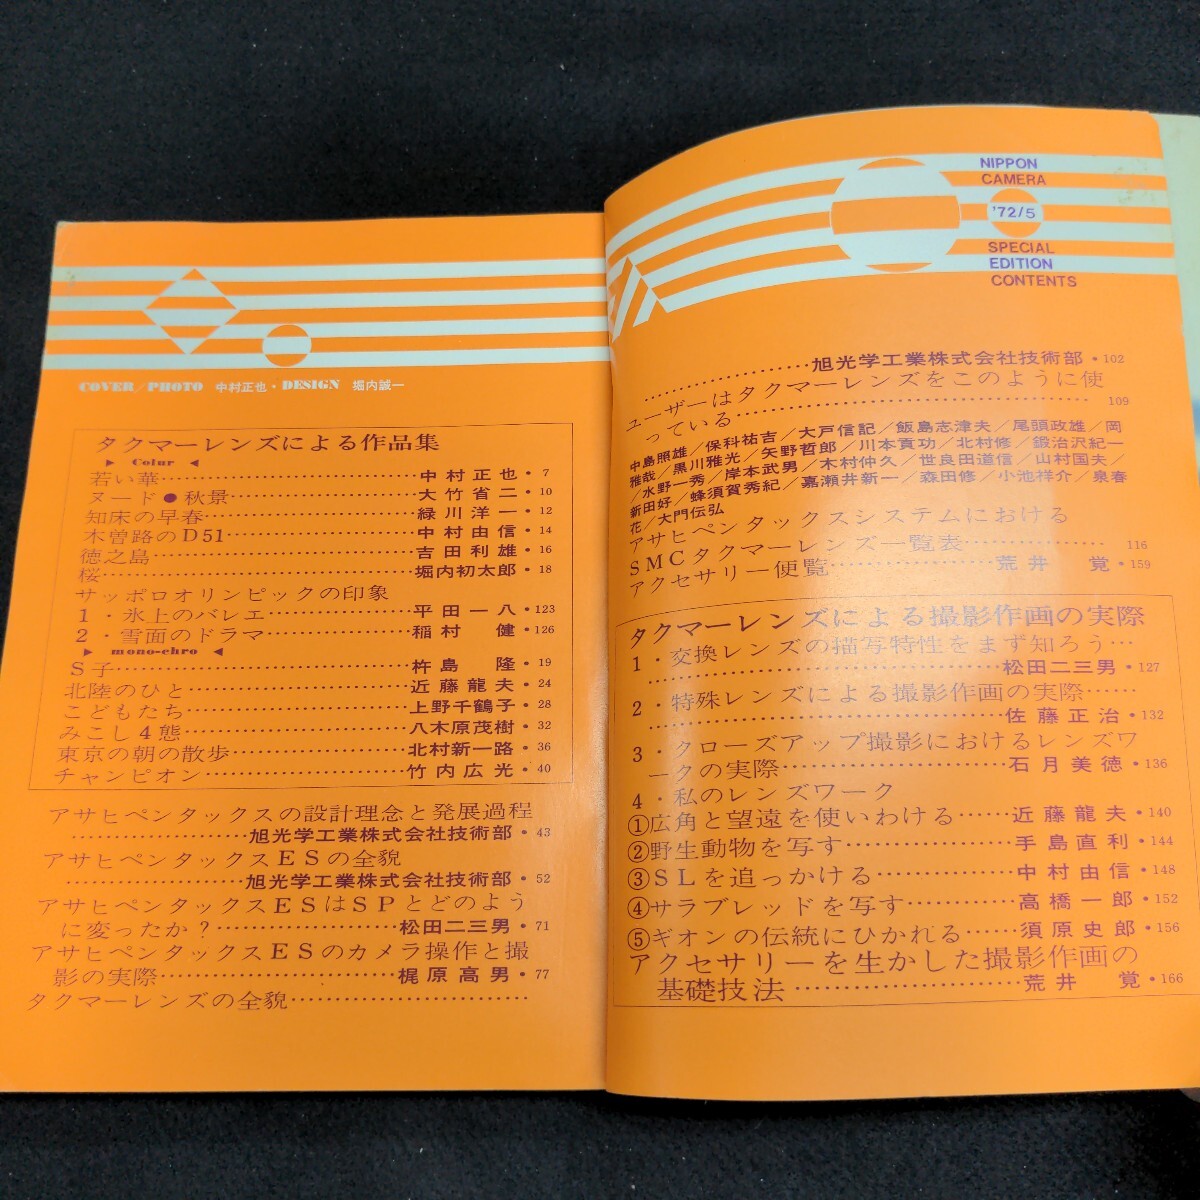 COVER/PHOTO 中村正也・DESIGN 堀内誠一
タクマーレンズによる作品集
▶ Colur ◀
若い華……………………中村正也・7
ヌード●秋景……………………大竹省二・10
知床の早春……………………緑川洋一・12
木曽路のD51……………………中村由信・14
徳之島……………………吉田利雄・16
桜……………………堀内初太郎・18
サッポロオリンピックの印象
1・氷上のバレエ……………………平田一八・123
2・雪面のドラマ……………………稲村 健・126
▶ mono-chro ◀
S子……………………杵島 隆・19
北陸のひと……………………近藤龍夫・24
こどもたち……………………上野千鶴子・28
みこし4態……………………八木原茂樹・32
東京の朝の散歩……………………北村新一路・36
チャンピオン……………………竹内広光・40
アサヒペンタックスの設計理念と発展過程
……………………旭光学工業株式会社技術部・43
アサヒペンタックスESの全貌
……………………旭光学工業株式会社技術部・52
アサヒペンタックスESはSPとどのよう
に変ったか?……………………松田二三男・71
アサヒペンタックスESのカメラ操作と撮
影の実際……………………梶原高男・77
タクマーレンズの全貌……………………
NIPPON
CAMERA
'72/5
SPECIAL
EDITION
CONTENTS
……………………旭光学工業株式会社技術部・102
ユーザーはタクマーレンズをこのように使
っている……………………109
中島照雄/保科祐吉/大戸信記/飯島志津夫/尾頭政雄/岡
雅哉/黒川雅光/矢野哲郎/川本貢功/北村修/鍛治沢紀一
/水野一秀/岸本武男/木村仲久/世良田道信/山村国夫/
新田好/蜂須賀秀紀/嘉瀬井新一/森田修/小池祥介/泉春
花/大門伝弘
アサヒペンタックスシステムにおける
SMCタクマーレンズ一覧表……………………116
アクセサリー便覧……………………荒井 覚・159
タクマーレンズによる撮影作画の実際
1・交換レンズの描写特性をまず知ろう…
……………………松田二三男・127
2・特殊レンズによる撮影作画の実際……
……………………佐藤正治・132
3・クローズアップ撮影におけるレンズワ
ークの実際……………………石月美徳・136
4・私のレンズワーク
①広角と望遠を使いわける……近藤龍夫・140
②野生動物を写す……………………手島直利・144
③SLを追っかける……………………中村由信・148
④サラブレッドを写す…………高橋一郎・152
⑤ギオンの伝統にひかれる……須原史郎・156
アクセサリーを生かした撮影作画の
基礎技法……………………荒井 覚・166